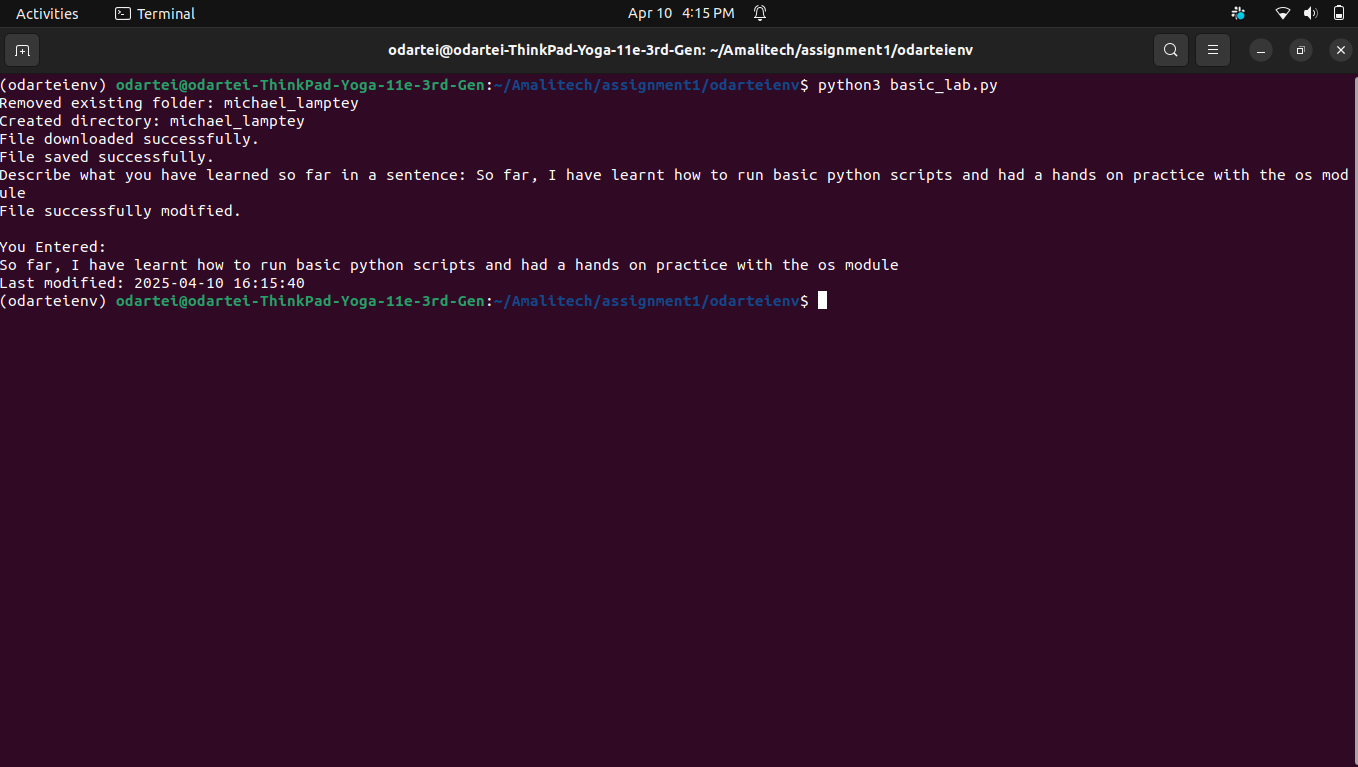 Activities Terminal Apr 10 4:15 PM
odartei@odartei-ThinkPad-Yoga-11e-3rd-Gen: ~/Amalitech/assignment1/odarteienv
(odarteienv) odartei@odartei-ThinkPad-Yoga-11e-3rd-Gen:~/Amalitech/assignment1/odarteienv$ python3 basic_lab.py
Removed existing folder: michael_lamptey
Created directory: michael_lamptey
File downloaded successfully.
File saved successfully.
Describe what you have learned so far in a sentence: So far, I have learnt how to run basic python scripts and had a hands on practice with the os mod
ule
File successfully modified.

You Entered:
So far, I have learnt how to run basic python scripts and had a hands on practice with the os module
Last modified: 2025-04-10 16:15:40
(odarteienv) odartei@odartei-ThinkPad-Yoga-11e-3rd-Gen:~/Amalitech/assignment1/odarteienv$